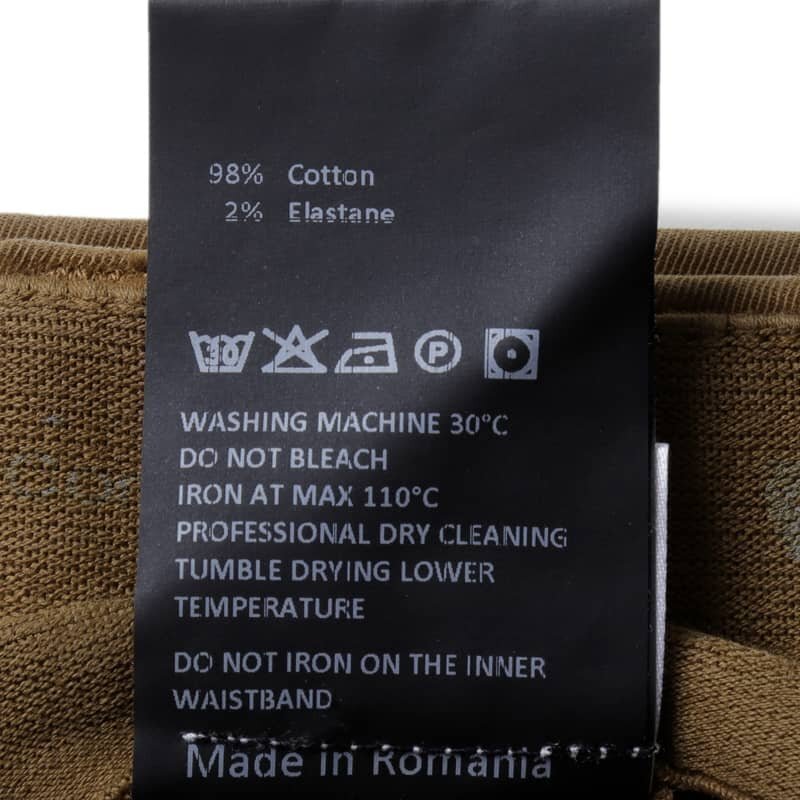 98% Cotton
2% Elastane
30 P
WASHING MACHINE 30°C
DO NOT BLEACH
IRON AT MAX 110°C
PROFESSIONAL DRY CLEANING
TUMBLE DRYING LOWER
TEMPERATURE
DO NOT IRON ON THE INNER
WAISTBAND
Made in Romania